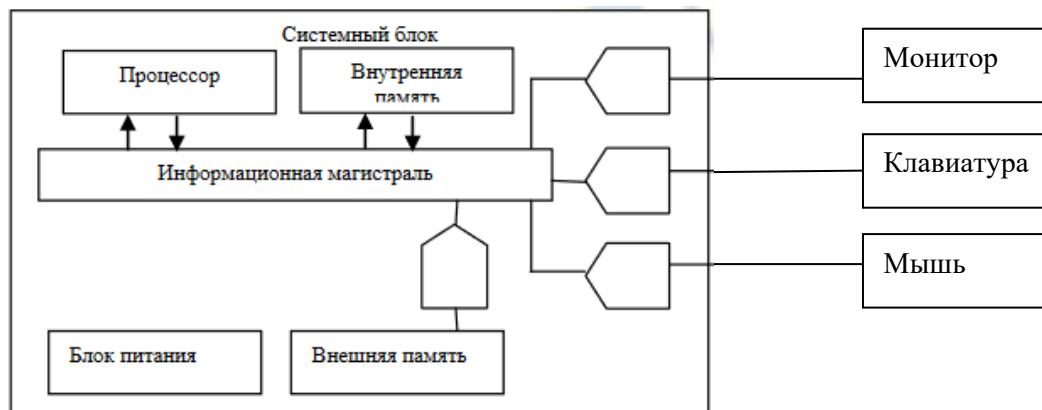 Системный блок
Процессор
Внутренняя
память
Монитор
Информационная магистраль
Клавиатура
Мышь
Блок питания
Внешняя память